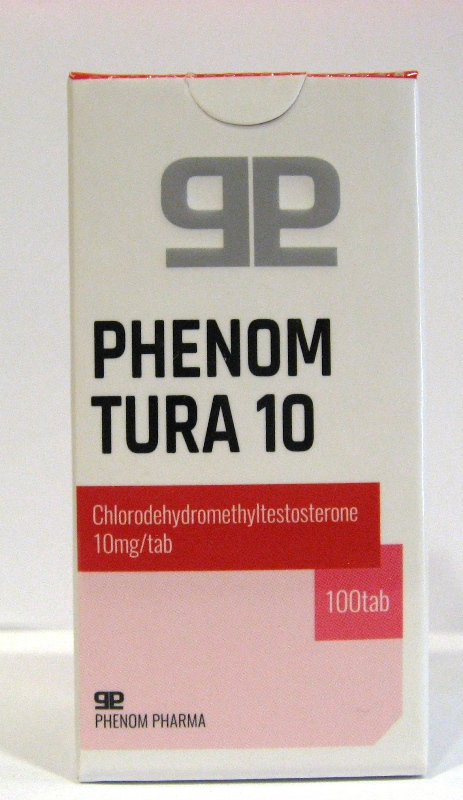 PHENOM
TURA 10
Chlorodehydromethyltestosterone
10mg/tab
100tab
PHENOM PHARMA